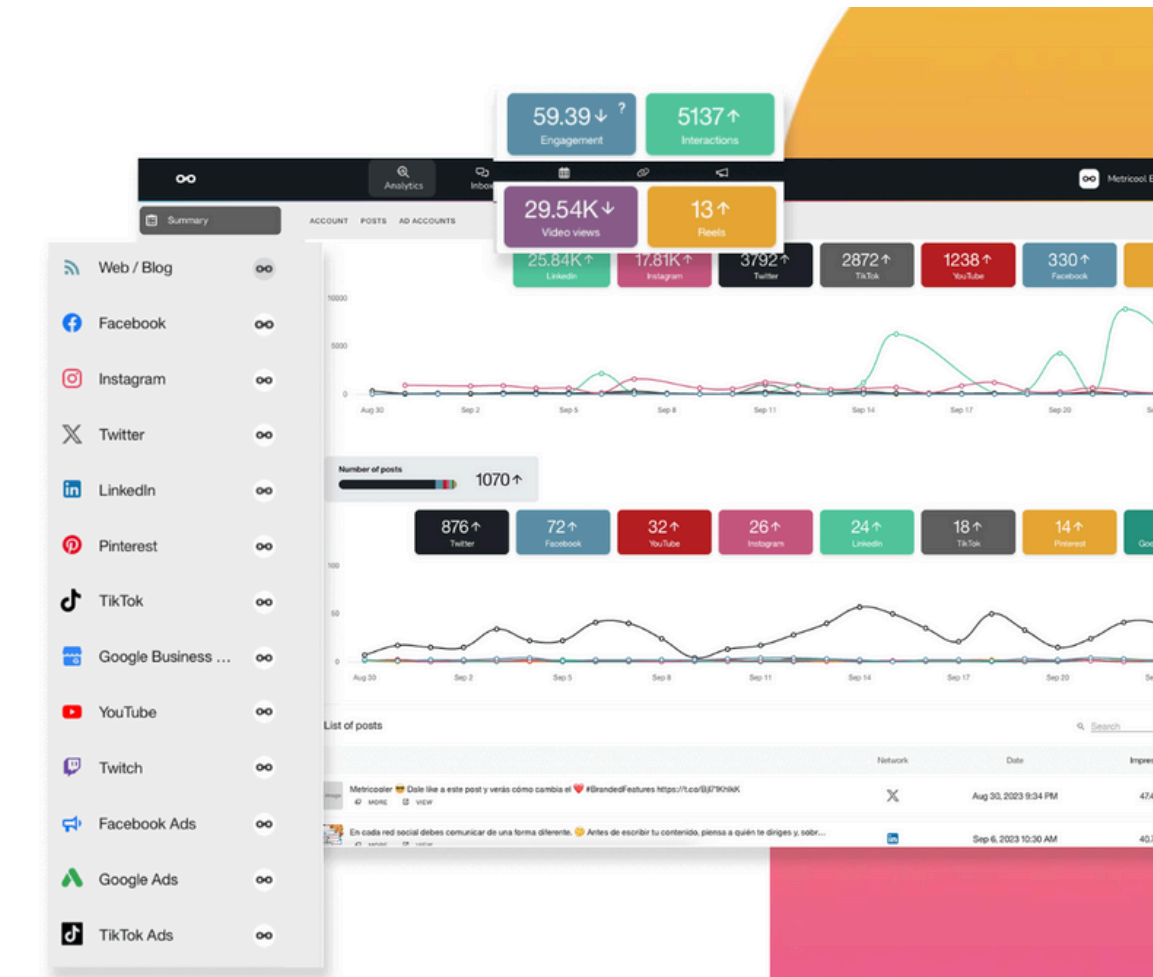 59.39↓ ?
Engagement
5137↑
Interactions
Analytics
Inbox
Metricool
29.54K↓
Video views
13↑
Reels
Summary
ACCOUNT POSTS AD ACCOUNTS
25.84K↑ 17.81K↑ 3792↑ 2872↑ 1238↑ 330↑
LinkedIn Instagram Twitter TikTok YouTube Facebook
Web / Blog
Facebook
Instagram
Twitter
LinkedIn
Pinterest
TikTok
Google Business ...
YouTube
Twitch
Facebook Ads
Google Ads
TikTok Ads
10000
5000
0
Aug 30 Sep 2 Sep 5 Sep 8 Sep 11 Sep 14 Sep 17 Sep 20
Number of posts
1070↑
876↑ 72↑ 32↑ 26↑ 24↑ 18↑ 14↑
Twitter Facebook YouTube Instagram LinkedIn TikTok Pinterest
100
50
0
Aug 30 Sep 2 Sep 5 Sep 8 Sep 11 Sep 14 Sep 17 Sep 20
List of posts
Search
Network Date
Metricooler 🤓 Dale like a este post y verás cómo cambia el ❤️ #BrandedFeatures
MORE VIEW
Aug 30, 2023 9:34 PM
En cada red social debes comunicar de una forma diferente. Antes de escribir tu contenido, piensa a quién te diriges y, sobr...
MORE VIEW
Sep 6, 2023 10:30 AM